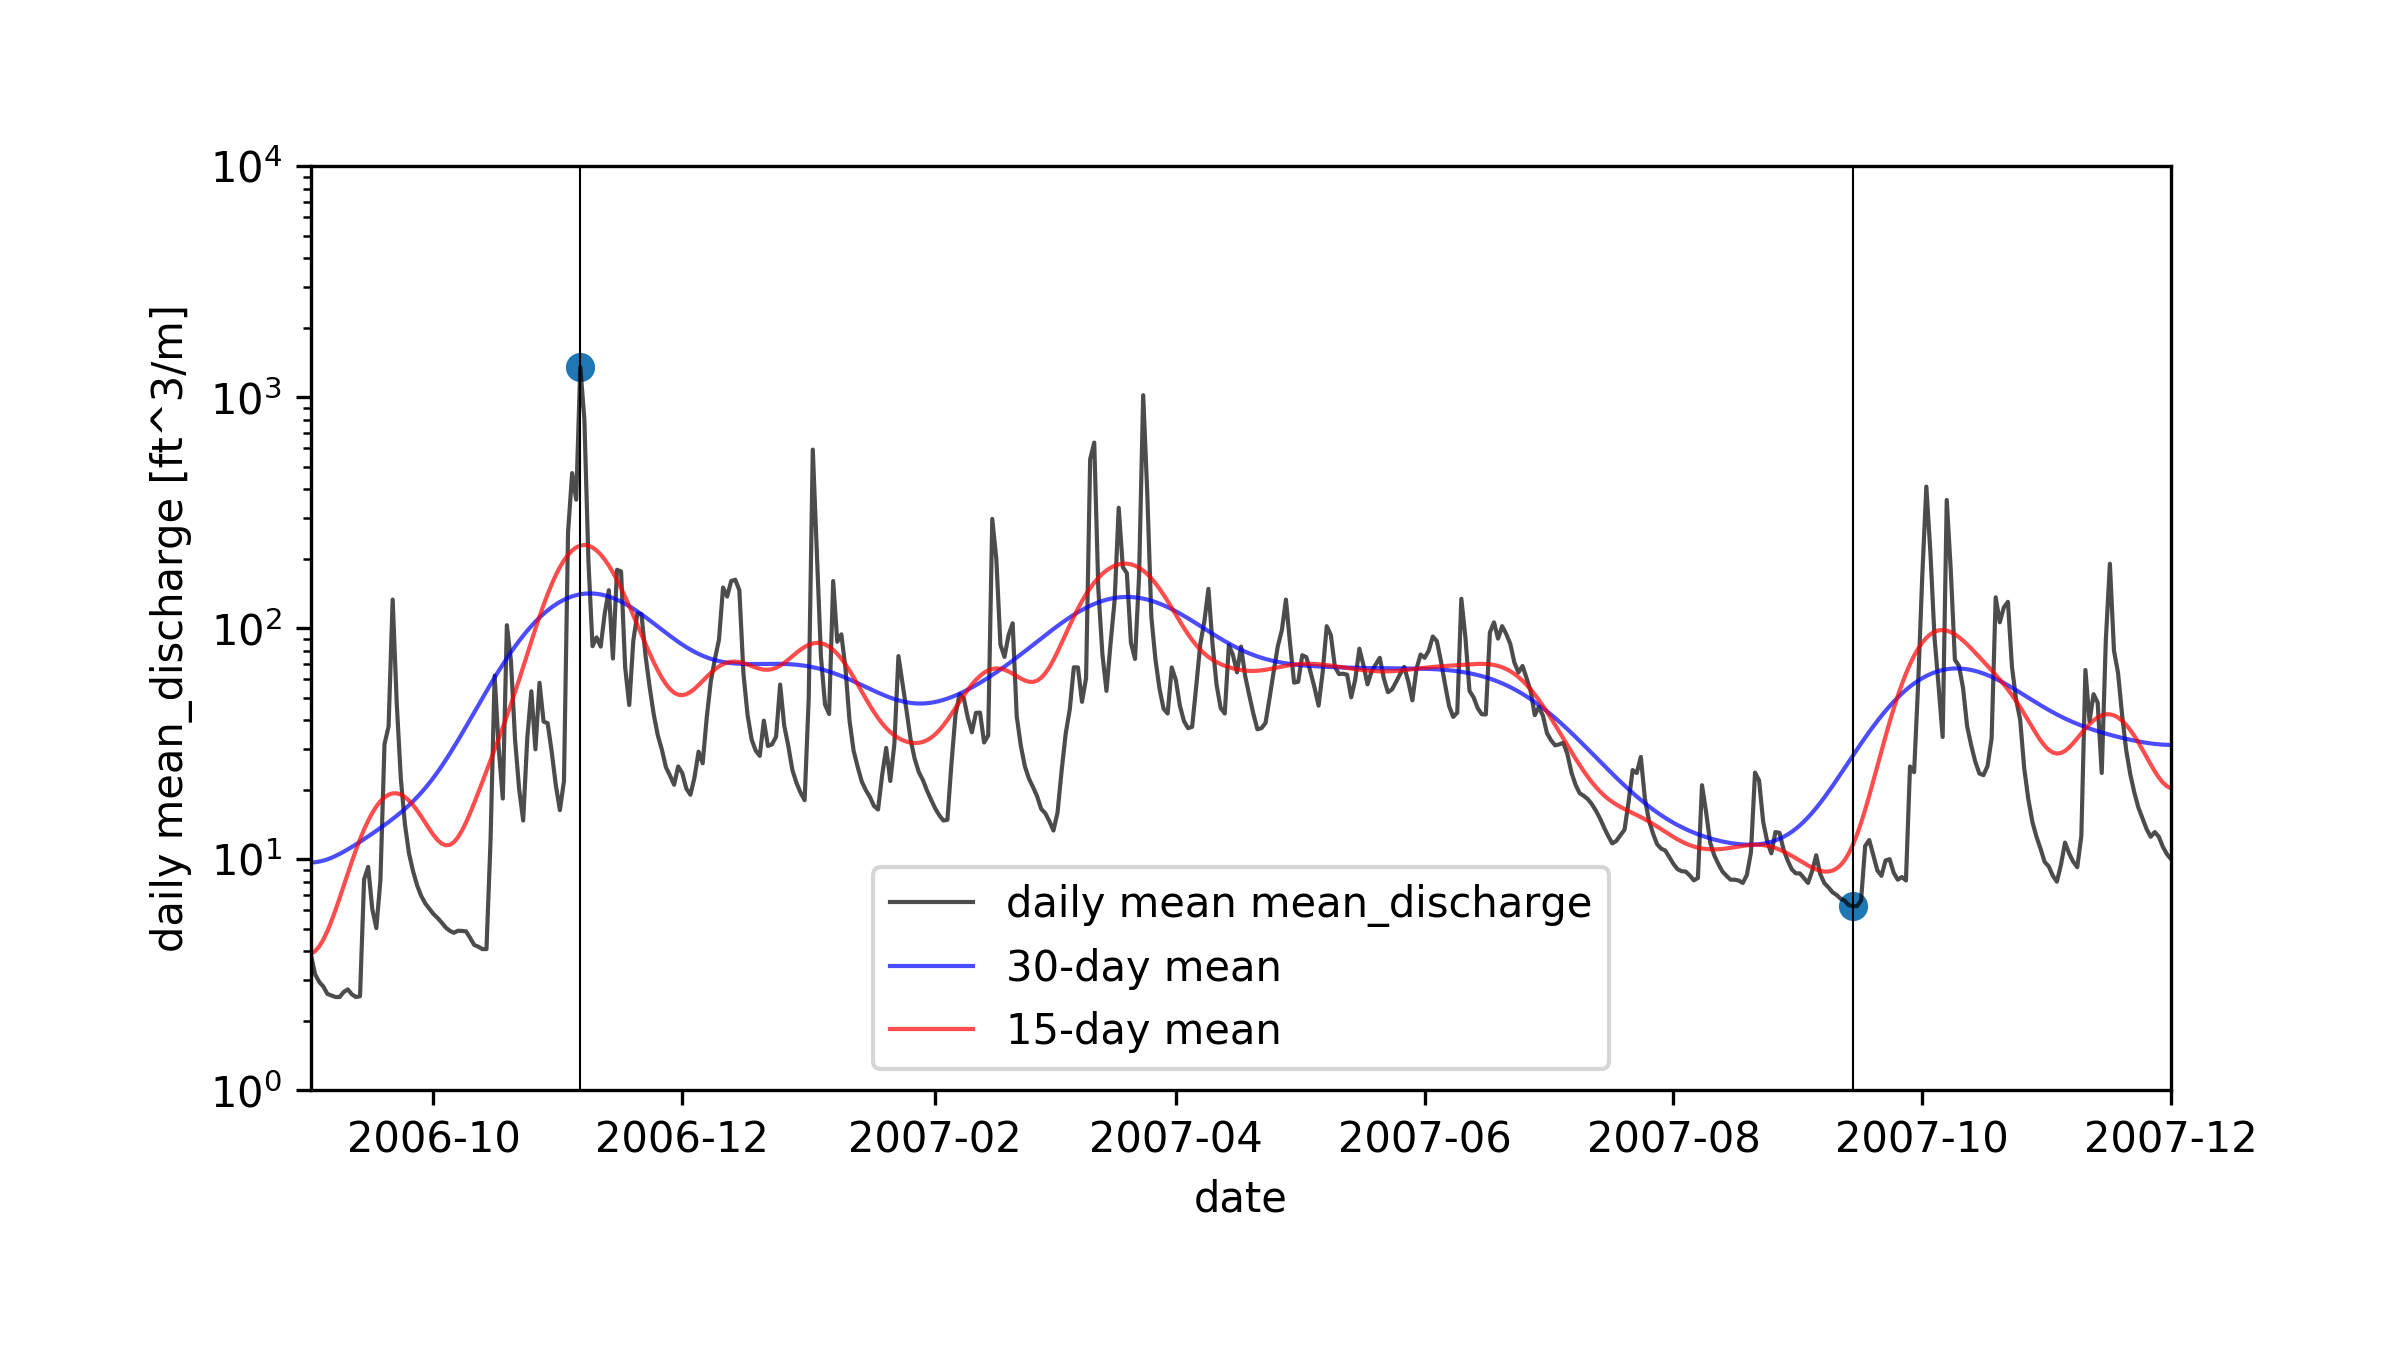 10^4
10^3
10^2
10^1
10^0
daily mean_discharge [ft^3/m]
daily mean mean_discharge
30-day mean
15-day mean
2006-10 2006-12 2007-02 2007-04 2007-06 2007-08 2007-10 2007-12
date